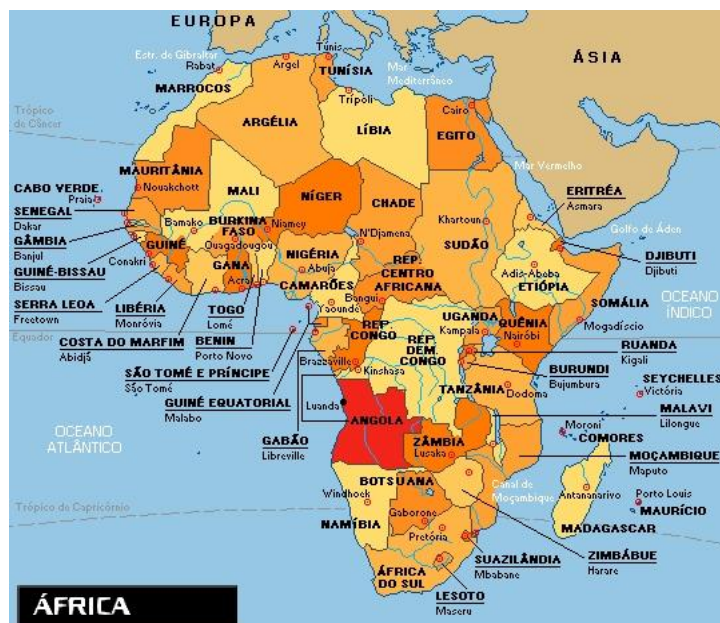 EUROPA
ÁSIA
Estr. de Gibraltar
Rabat
Argel
Túnis
TUNÍSIA
Mar
Mediterrâneo
MARROCOS
Trípoli
Trópico
de Câncer
ARGÉLIA
LÍBIA
Cairo
EGITO
Mar Vermelho
MAURITÂNIA
Nouakchott
CABO VERDE
Praia
MALI
NÍGER
CHADE
SUDÃO
Khartoun
ERITRÉA
Asmara
Golfo de Áden
SENEGAL
Dakar
GÂMBIA
Banjul
GUINÉ-BISSAU
Bissau
Bamako
BURKINA
FASO
Ouagadougou
Niamey
N'Djamena
DJIBUTI
Djibuti
GUINÉ
Conakri
SERRA LEOA
Freetown
GANA
Acra
NIGÉRIA
Abuja
CAMARÕES
Yaoundé
REP.
CENTRO
AFRICANA
Bangui
Adis-Abeba
ETIÓPIA
SOMÁLIA
Mogadíscio
OCEANO
ÍNDICO
LIBÉRIA
Monróvia
TOGO
Lomé
Equador
COSTA DO MARFIM
Abidjã
BENIN
Porto Novo
REP.
CONGO
Brazzaville
REP.
DEM.
CONGO
Kinshasa
UGANDA
Kampala
QUÊNIA
Nairóbi
RUANDA
Kigali
BURUNDI
Bujumbura
SÃO TOMÉ E PRÍNCIPE
São Tomé
GUINÉ EQUATORIAL
Malabo
GABÃO
Libreville
TANZÂNIA
Dodoma
SEYCHELLES
Victória
MALAVI
Lilongue
OCEANO
ATLÂNTICO
Luanda
ANGOLA
ZÂMBIA
Lusaka
Moroni
COMORES
MOÇAMBIQUE
Maputo
Canal de
Moçambique
Antananarivo
MADAGASCAR
Porto Louis
MAURÍCIO
Trópico de Capricórnio
BOTSUANA
Windhoek
NAMÍBIA
Gaborone
Pretória
SUAZILÂNDIA
Mbabane
ZIMBÁBUE
Harare
ÁFRICA
DO SUL
LESOTO
Maseru
ÁFRICA